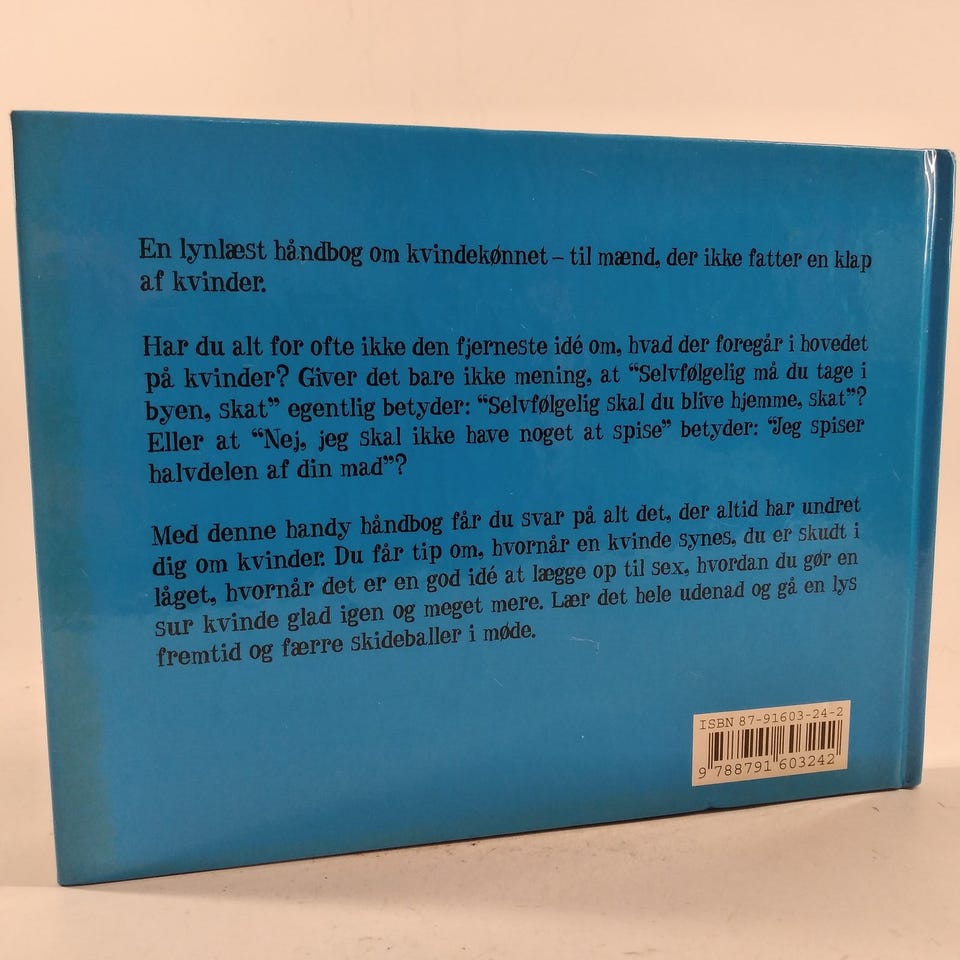 En lynlæst håndbog om kvindekønnet – til mænd, der ikke fatter en klap
af kvinder.
Har du alt for ofte ikke den fjerneste idé om, hvad der foregår i hovedet
på kvinder? Giver det bare ikke mening, at “Selvfølgelig må du tage i
byen, skat” egentlig betyder: “Selvfølgelig skal du blive hjemme, skat”?
Eller at “Nej, jeg skal ikke have noget at spise” betyder: “Jeg spiser
halvdelen af din mad”?
Med denne handy håndbog får du svar på alt det, der altid har undret
dig om kvinder. Du får tip om, hvornår en kvinde synes, du er skudt i
låget, hvornår det er en god idé at lægge op til sex, hvordan du gør en
sur kvinde glad igen og meget mere. Lær det hele udenad og gå en lys
fremtid og færre skideballer i møde.
ISBN 87-91603-24-2
9 788791 603242